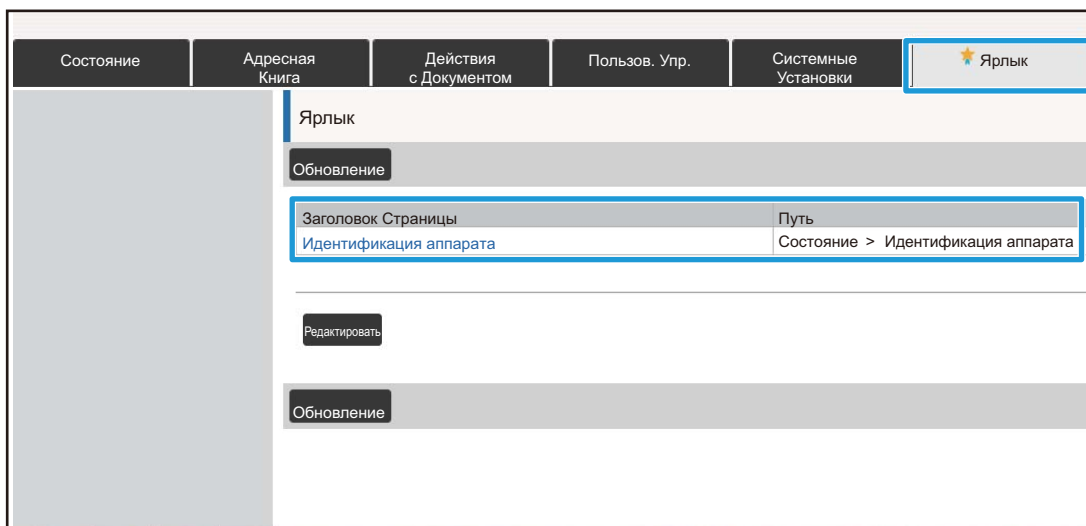 Состояние
Адресная
Книга
Действия
с Документом
Пользов. Упр.
Системные
Установки
Ярлык
Ярлык
Обновление
Заголовок Страницы Путь
Идентификация аппарата Состояние > Идентификация аппарата
Редактировать
Обновление